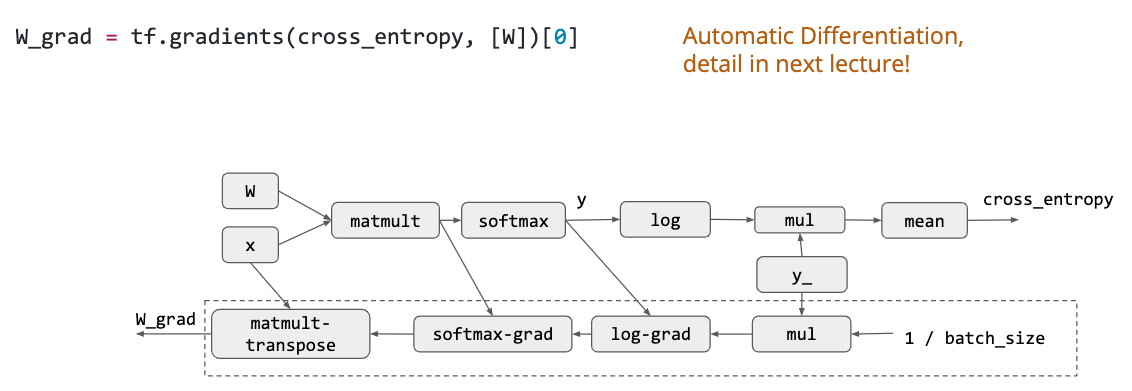 W_grad = tf.gradients(cross_entropy, [W])[0]
Automatic Differentiation,
detail in next lecture!
W
x
matmult
softmax
y
log
mul
mean
cross_entropy
y_
W_grad
matmult-
transpose
softmax-grad
log-grad
mul
1 / batch_size